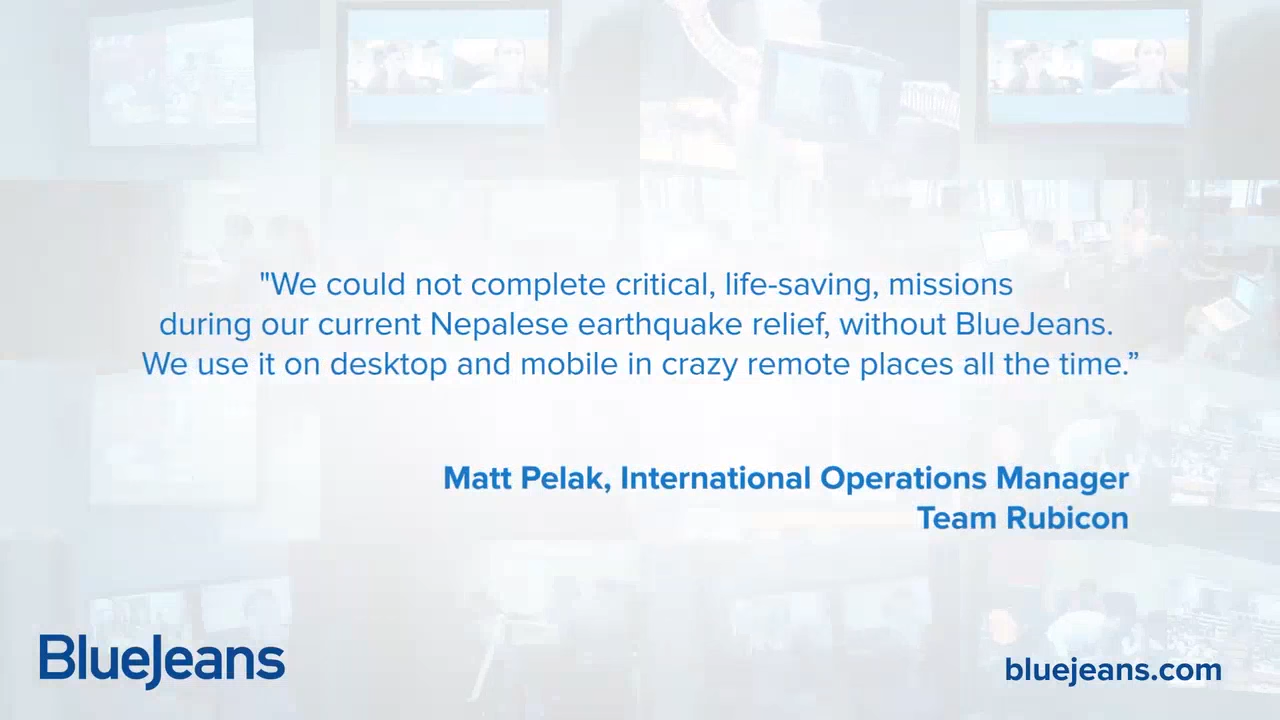 "We could not complete critical, life-saving, missions
during our current Nepalese earthquake relief, without BlueJeans.
We use it on desktop and mobile in crazy remote places all the time.”
Matt Pelak, International Operations Manager
Team Rubicon
BlueJeans
bluejeans.com